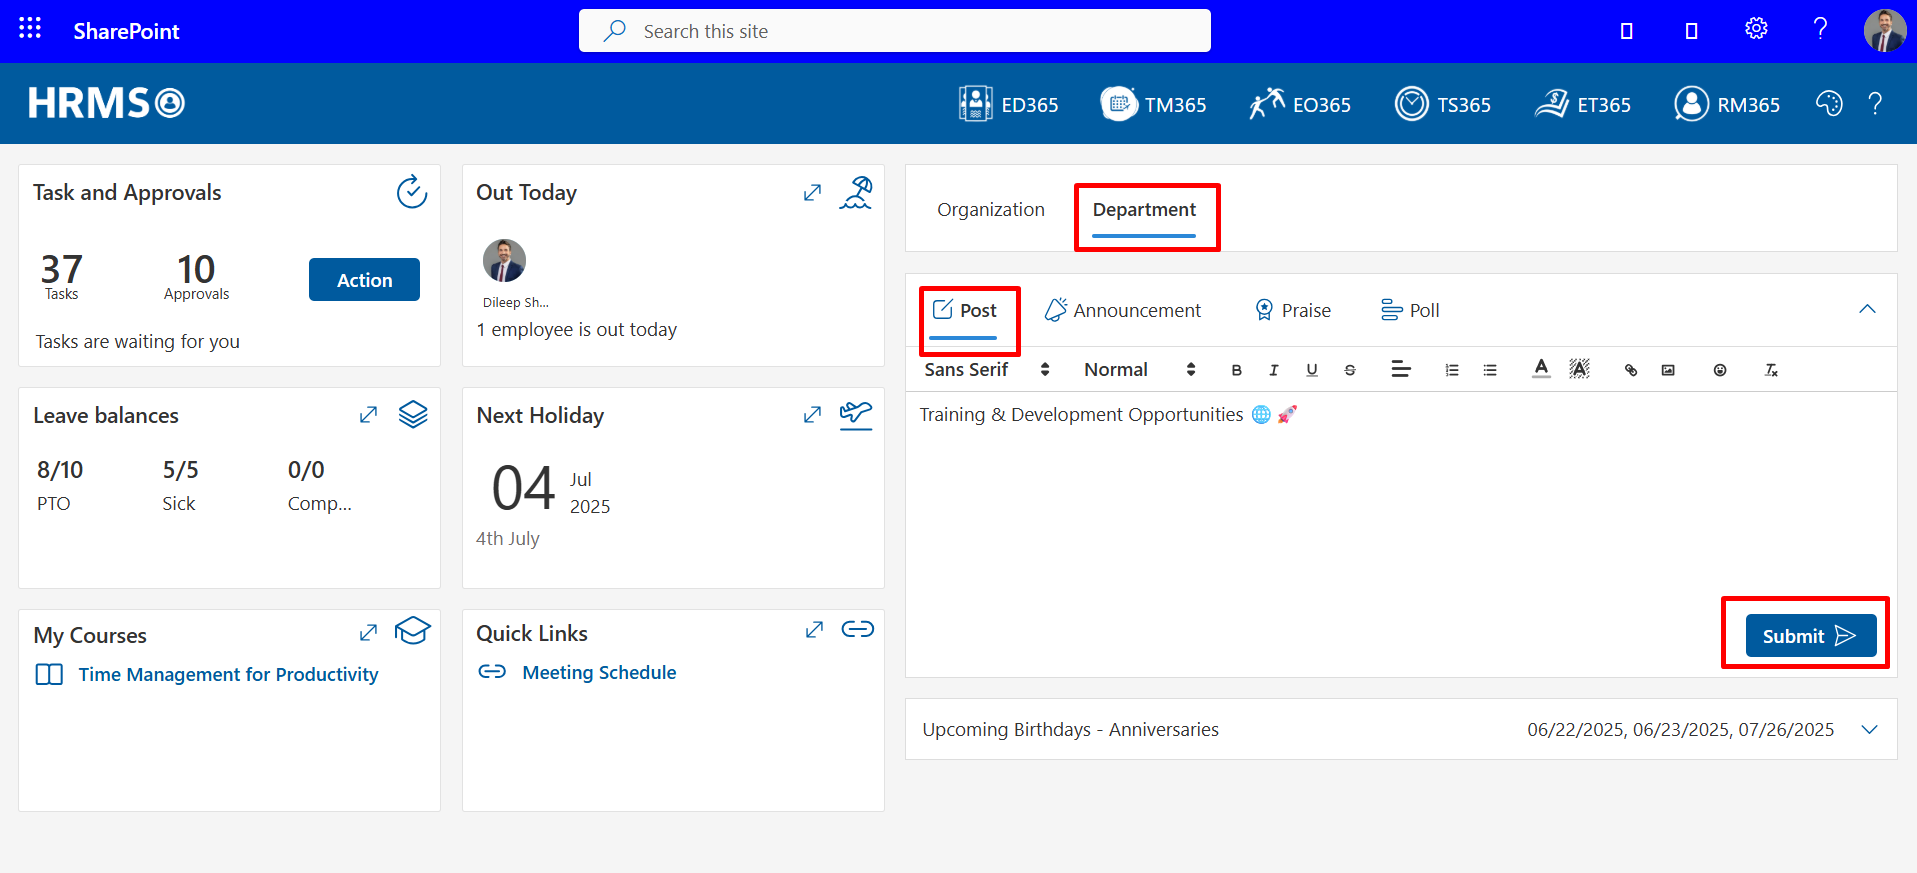 SharePoint
Search this site
?
HRMS
ED365
TM365
EO365
TS365
ET365
RM365
?
Task and Approvals
37
Tasks
10
Approvals
Action
Tasks are waiting for you
Out Today
Dileep Sh...
1 employee is out today
Leave balances
8/10
PTO
5/5
Sick
0/0
Comp...
Next Holiday
04
Jul
2025
4th July
My Courses
Time Management for Productivity
Quick Links
Meeting Schedule
Organization
Department
Post
Announcement
Praise
Poll
Sans Serif
Normal
B I U S
A A
Training & Development Opportunities 🌐 🚀
Submit
Upcoming Birthdays - Anniversaries
06/22/2025, 06/23/2025, 07/26/2025